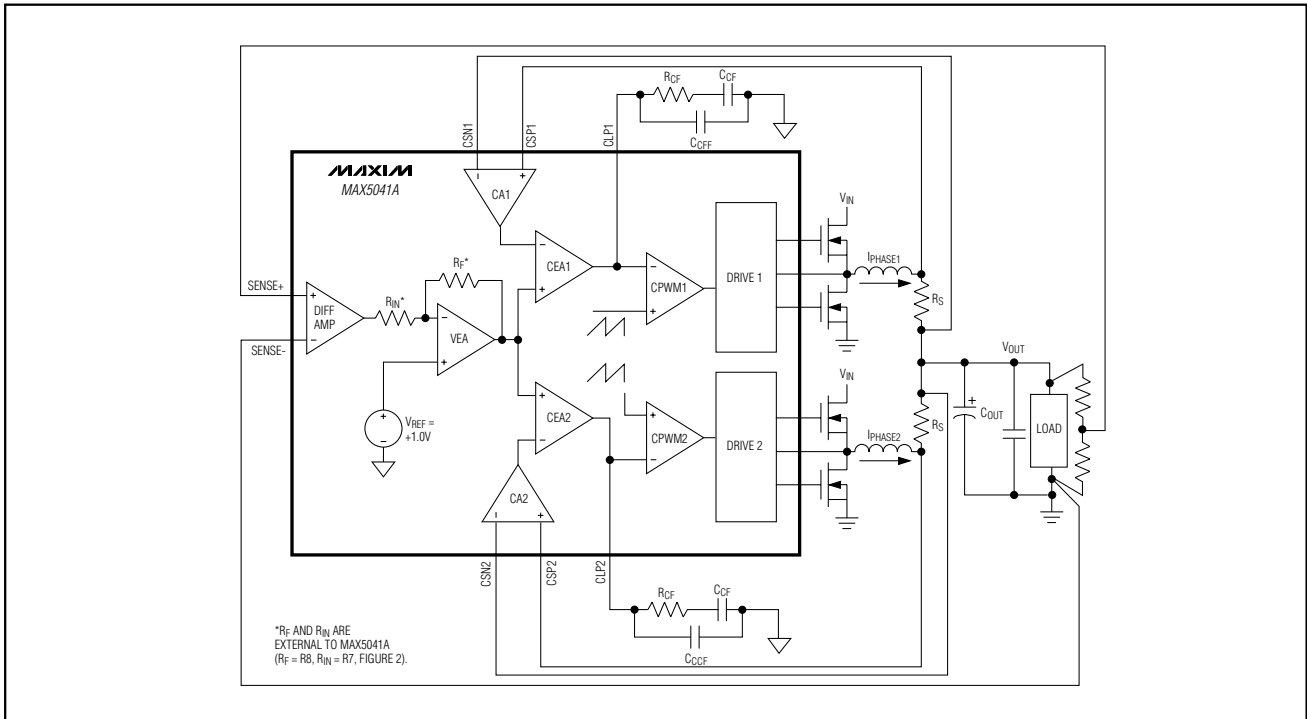 RCF
CCF
CCFF
CSN1
CSP1
CLP1
MAXIM
MAX5041A
CA1
VIN
RF*
CEA1
CPWM1
DRIVE 1
IPHASE1
SENSE+
DIFF
AMP
RIN*
RS
VEA
SENSE-
VOUT
VIN
VREF =
+1.0V
CEA2
CPWM2
DRIVE 2
RS
COUT
LOAD
IPHASE2
CA2
CSN2
CSP2
CLP2
RCF
CCF
CCCF
*RF AND RIN ARE
EXTERNAL TO MAX5041A
(RF = R8, RIN = R7, FIGURE 2).